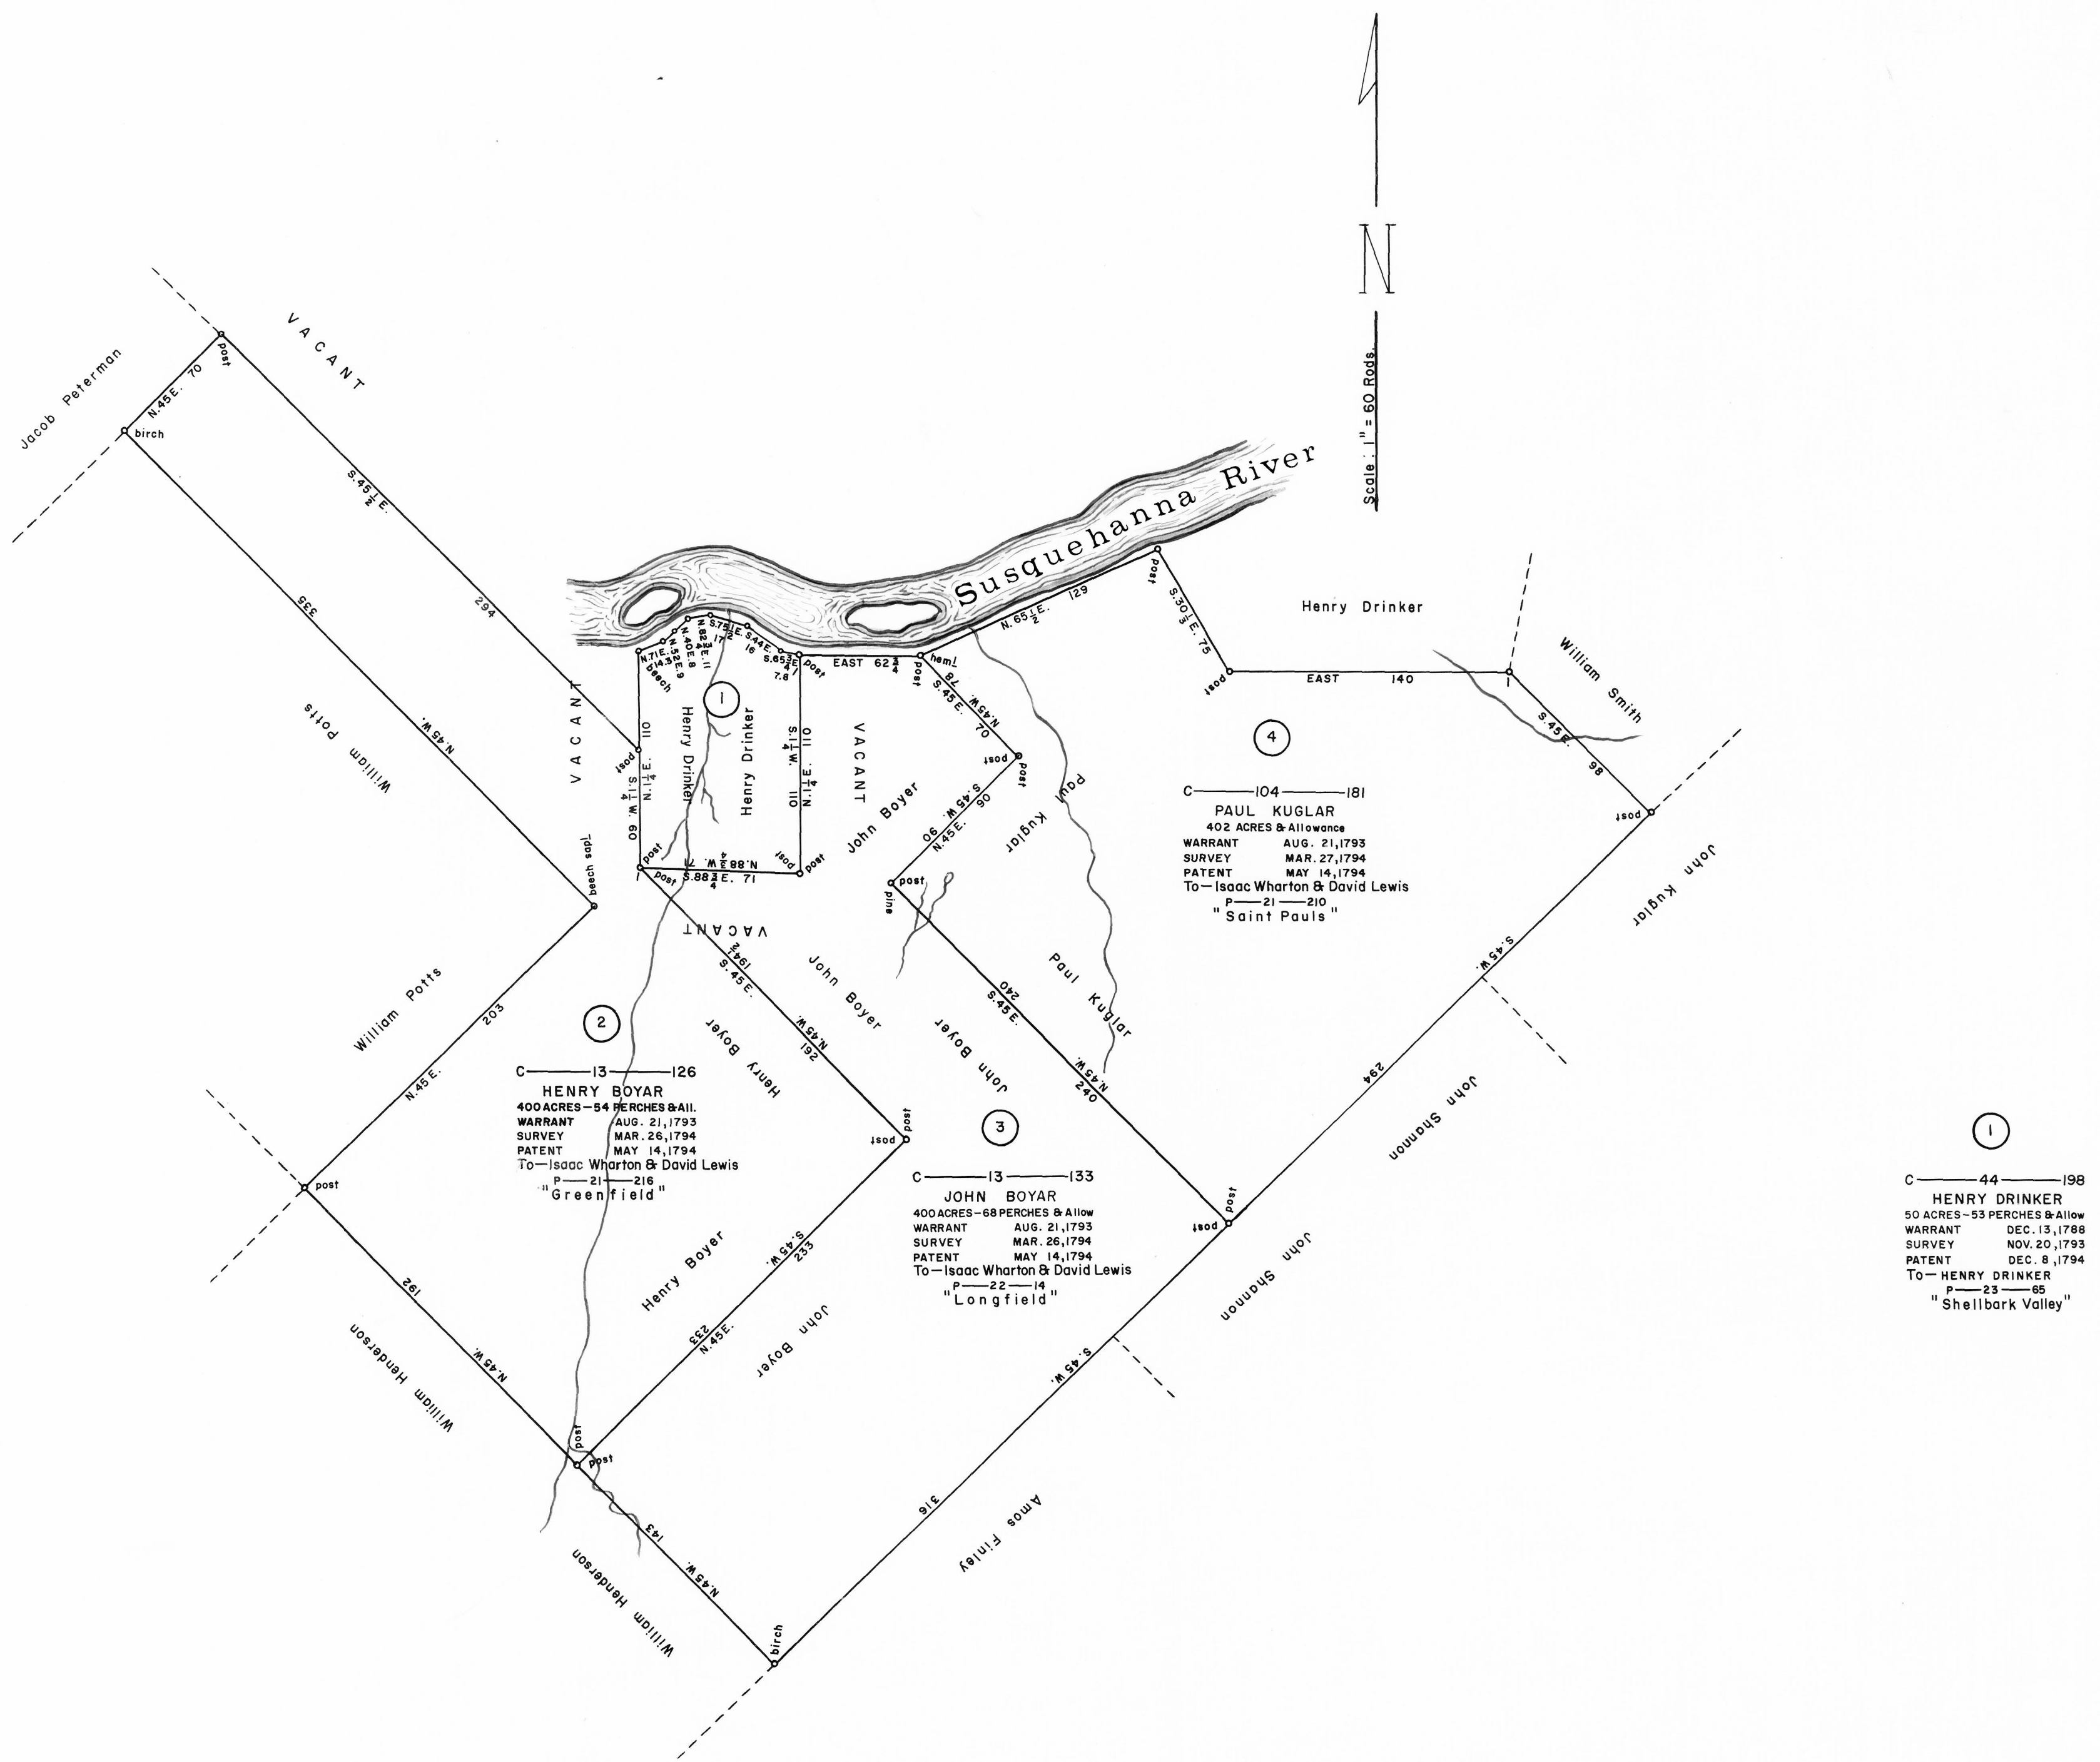 N
Scale: 1" = 60 Rods.
VACANT
Jacob Peterman
post
N.45E. 70
birch
S.45½E.
294
335
N.45W.
William Potts
VACANT
Susquehanna River
N.71E.
14.3
N.52E.9
N.40E.8
N.82¾E.11
S.75½E.
17
S.44E.
16
S.65¾E.
7.8
beech
post
EAST 62¾
hemˡ
post
N.65½E. 129
post
S.30⅓E. 75
Henry Drinker
post
EAST 140
William Smith
S.45E.
98
post
John Kuglar
1
Henry Drinker
Henry Drinker
110
N.1¼E.
post
S.1¼W. 60
S.1¼W.
110
N.1¼E.
110
VACANT
N.45W. 78
S.45E. 70
post
post
S.45W. 90
N.45E. 90
John Boyer
Paul Kuglar
post
pine
post
post
N.88¾W. 71
S.88¾E. 71
post
post
VACANT
beech sapˡ
4
C—104—181
PAUL KUGLAR
402 ACRES & Allowance
WARRANT AUG. 21,1793
SURVEY MAR. 27,1794
PATENT MAY 14,1794
To—Isaac Wharton & David Lewis
P—21—210
"Saint Pauls"
William Potts
203
N.45E.
post
194½
S.45E.
N.45W.
261
John Boyer
Henry Boyer
John Boyer
Paul Kuglar
S.45E.
240
N.45W.
240
S.45W.
294
John Shannon
2
C—13—126
HENRY BOYAR
400 ACRES—54 PERCHES & All.
WARRANT AUG. 21,1793
SURVEY MAR. 26,1794
PATENT MAY 14,1794
To—Isaac Wharton & David Lewis
P—21—216
"Greenfield"
post
post
3
C—13—133
JOHN BOYAR
400 ACRES—68 PERCHES & Allow
WARRANT AUG. 21,1793
SURVEY MAR. 26,1794
PATENT MAY 14,1794
To—Isaac Wharton & David Lewis
P—22—14
"Longfield"
post
post
John Shannon
1
C—44—198
HENRY DRINKER
50 ACRES—53 PERCHES & Allow
WARRANT DEC. 13,1788
SURVEY NOV. 20,1793
PATENT DEC. 8,1794
To—HENRY DRINKER
P—23—65
"Shellbark Valley"
Henry Boyer
S.45W.
233
233
N.45E.
John Boyer
192
N.45W.
William Henderson
post
post
143
N.45W.
William Henderson
birch
S.45W.
316
Amos Finley